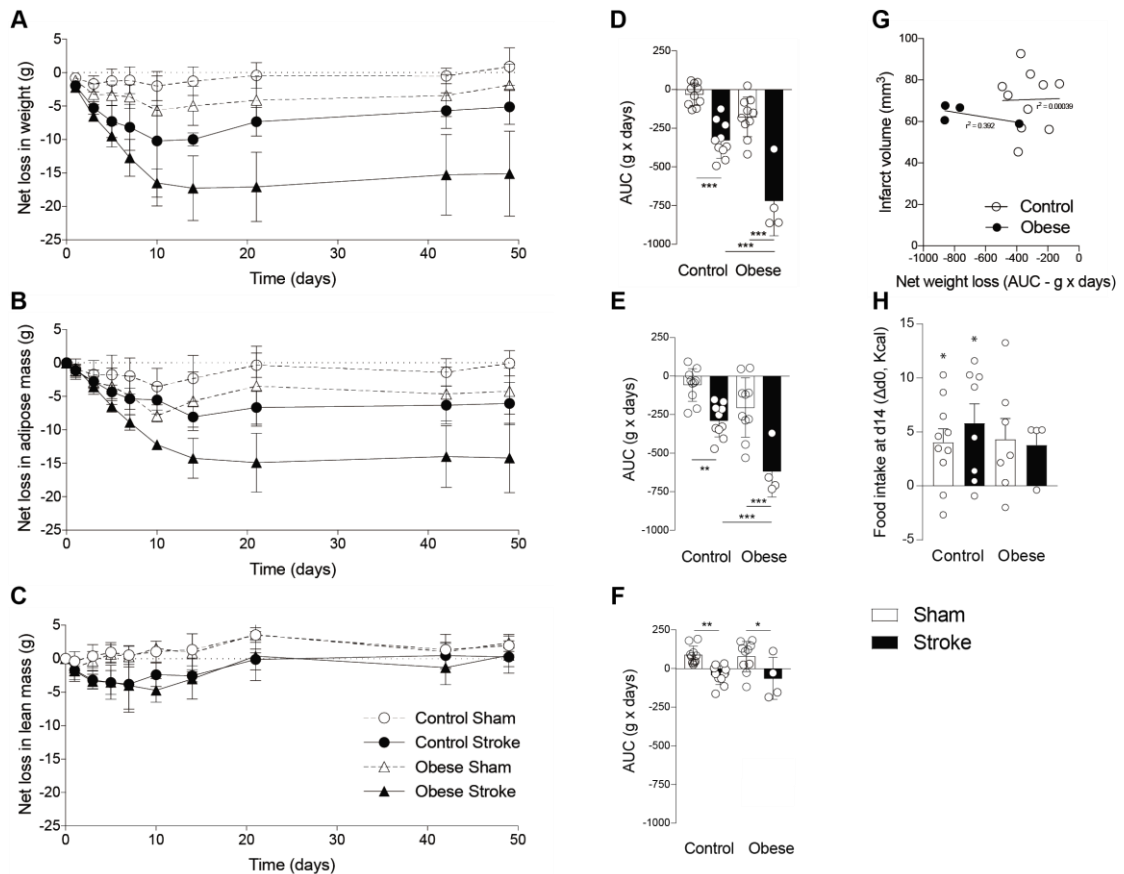 A
Net loss in weight (g)
5
0
-5
-10
-15
-20
-25
0 10 20 30 40 50
Time (days)
B
Net loss in adipose mass (g)
5
0
-5
-10
-15
-20
-25
0 10 20 30 40 50
Time (days)
C
Net loss in lean mass (g)
5
0
-5
-10
-15
-20
-25
0 10 20 30 40 50
Time (days)
Control Sham
Control Stroke
Obese Sham
Obese Stroke
D
AUC (g x days)
250
0
-250
-500
-750
-1000
***
***
***
Control Obese
E
AUC (g x days)
250
0
-250
-500
-750
-1000
**
***
***
Control Obese
F
AUC (g x days)
250
0
-250
-500
-750
-1000
** *
Control Obese
G
Infarct volume (mm³)
100
80
60
40
20
0
r² = 0.00039
r² = 0.392
Control
Obese
-1000 -800 -600 -400 -200 0
Net weight loss (AUC - g x days)
H
Food intake at d14 (Δd0, Kcal)
15
10
5
0
-5
* *
Control Obese
Sham
Stroke